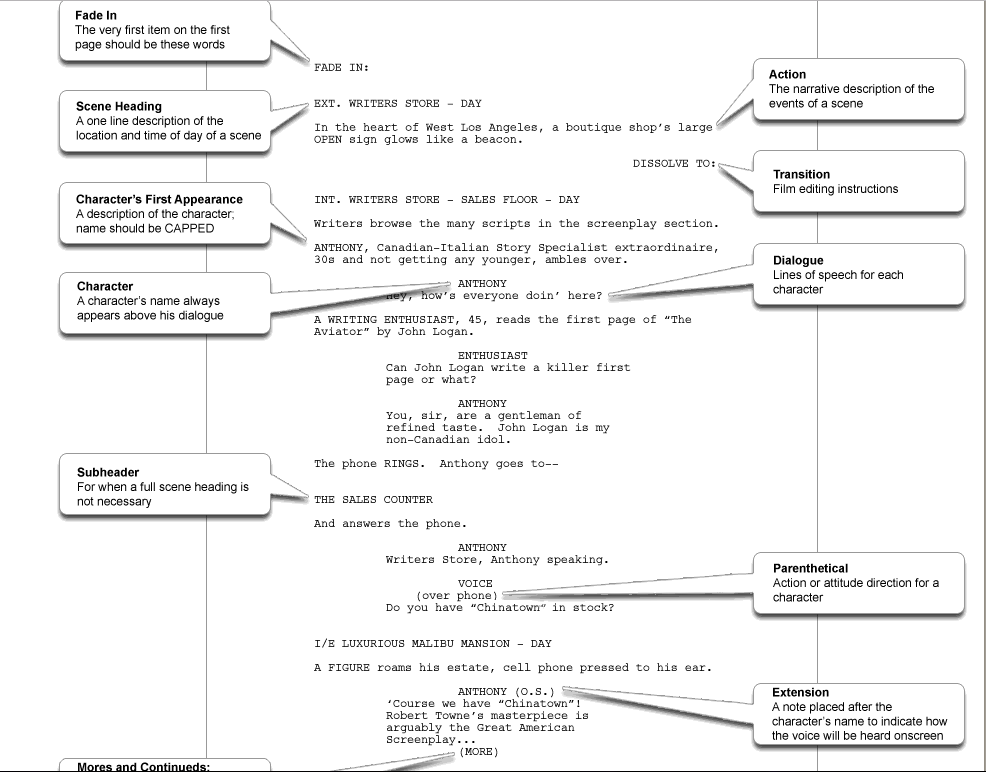 Fade In
The very first item on the first
page should be these words
FADE IN:
Action
The narrative description of the
events of a scene
Scene Heading
A one line description of the
location and time of day of a scene
EXT. WRITERS STORE - DAY
In the heart of West Los Angeles, a boutique shop's large
OPEN sign glows like a beacon.
DISSOLVE TO:
Transition
Film editing instructions
Character's First Appearance
A description of the character;
name should be CAPPED
INT. WRITERS STORE - SALES FLOOR - DAY
Writers browse the many scripts in the screenplay section.
ANTHONY, Canadian-Italian Story Specialist extraordinaire,
30s and not getting any younger, ambles over.
Dialogue
Lines of speech for each
character
Character
A character's name always
appears above his dialogue
ANTHONY
Hey, how's everyone doin' here?
A WRITING ENTHUSIAST, 45, reads the first page of “The
Aviator” by John Logan.
ENTHUSIAST
Can John Logan write a killer first
page or what?
ANTHONY
You, sir, are a gentleman of
refined taste.  John Logan is my
non-Canadian idol.
The phone RINGS.  Anthony goes to--
Subheader
For when a full scene heading is
not necessary
THE SALES COUNTER
And answers the phone.
ANTHONY
Writers Store, Anthony speaking.
Parenthetical
Action or attitude direction for a
character
VOICE
(over phone)
Do you have “Chinatown” in stock?
I/E LUXURIOUS MALIBU MANSION - DAY
A FIGURE roams his estate, cell phone pressed to his ear.
ANTHONY (O.S.)
'Course we have “Chinatown”!
Robert Towne's masterpiece is
arguably the Great American
Screenplay...
(MORE)
Extension
A note placed after the
character's name to indicate how
the voice will be heard onscreen
Mores and Continueds: